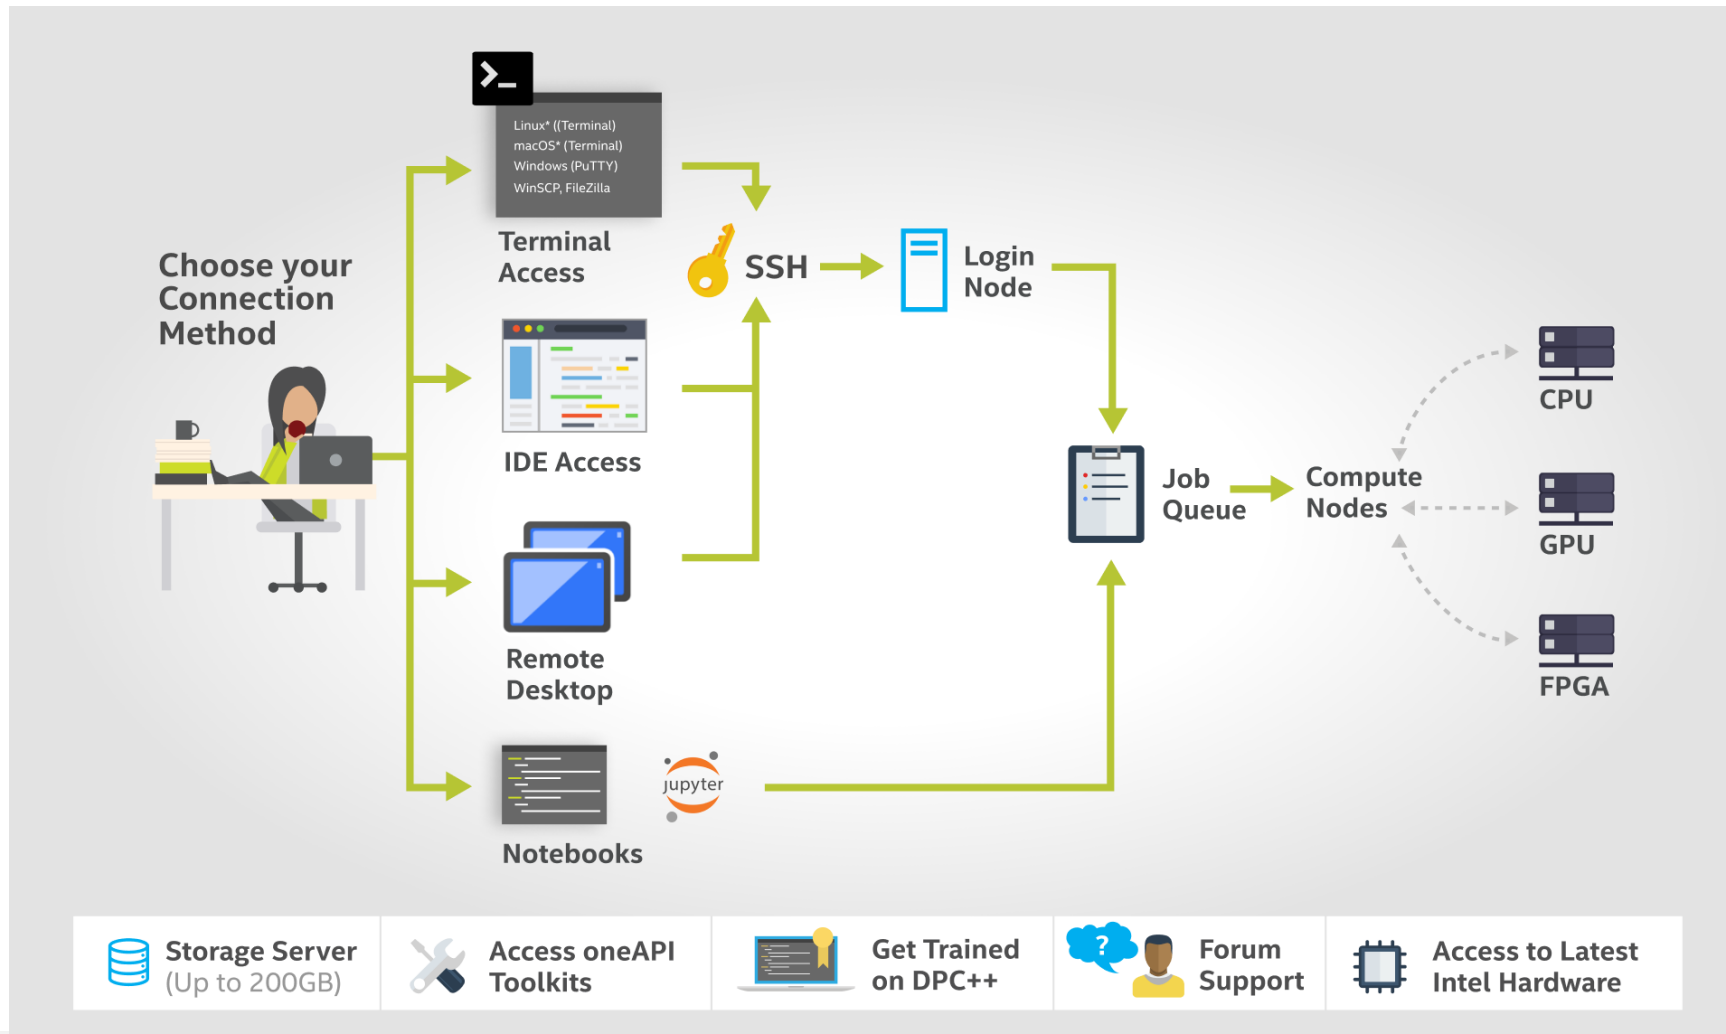 Linux* ((Terminal)
macOS* (Terminal)
Windows (PuTTY)
WinSCP, FileZilla
Terminal
Access
Choose your
Connection
Method
SSH
Login
Node
IDE Access
CPU
Job
Queue
Compute
Nodes
GPU
Remote
Desktop
FPGA
jupyter
Notebooks
Storage Server
(Up to 200GB)
Access oneAPI
Toolkits
Get Trained
on DPC++
?
Forum
Support
Access to Latest
Intel Hardware